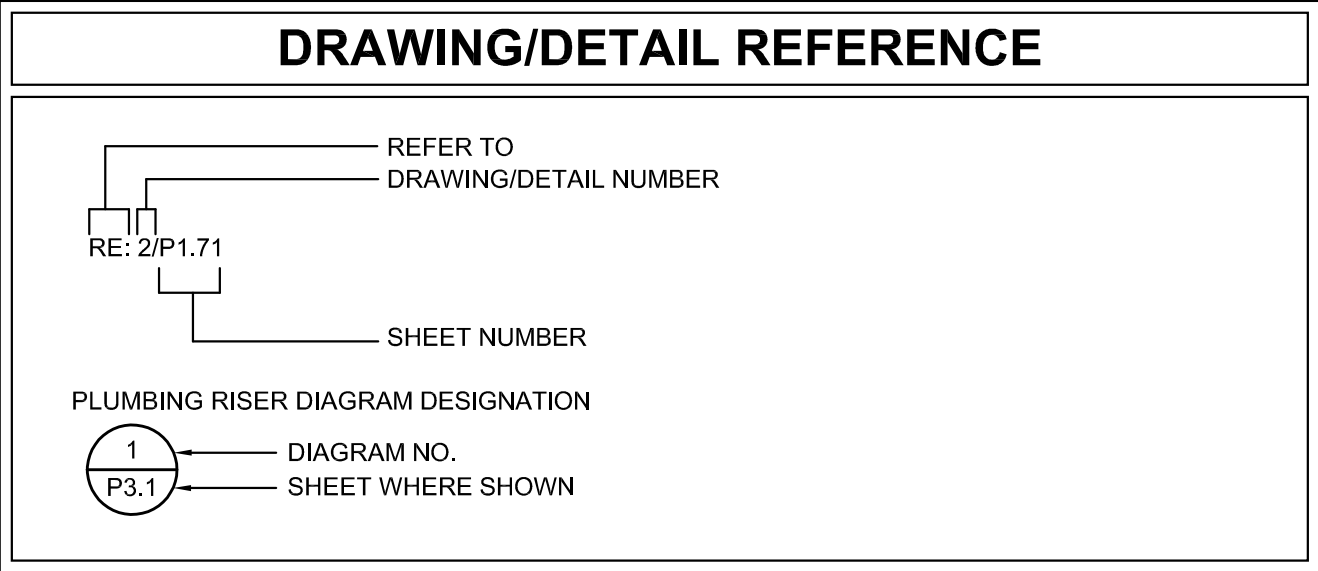 DRAWING/DETAIL REFERENCE
REFER TO
DRAWING/DETAIL NUMBER
RE: 2/P1.71
SHEET NUMBER
PLUMBING RISER DIAGRAM DESIGNATION
1
DIAGRAM NO.
P3.1
SHEET WHERE SHOWN